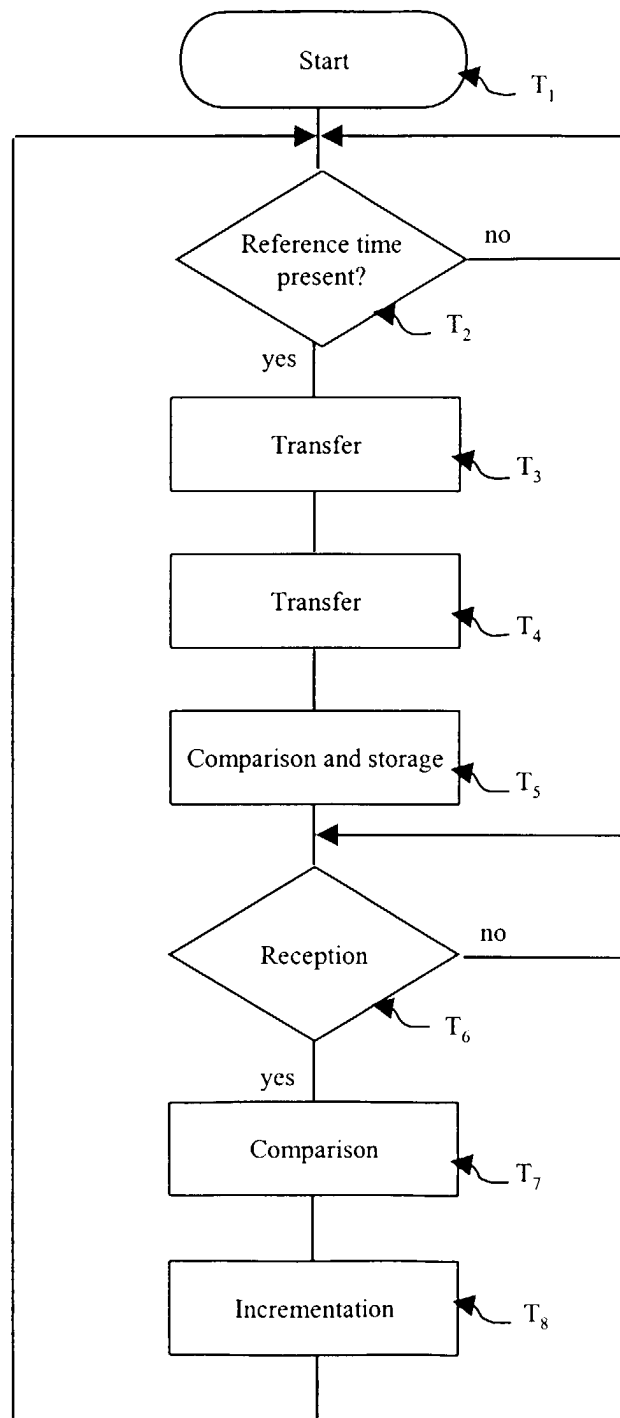 Start
T₁
Reference time
present?
no
T₂
yes
Transfer
T₃
Transfer
T₄
Comparison and storage
T₅
Reception
no
T₆
yes
Comparison
T₇
Incrementation
T₈